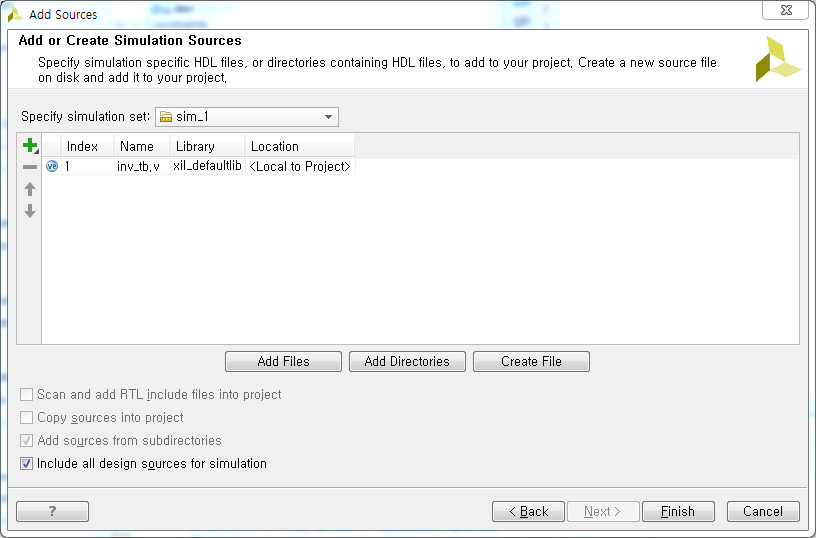 Add Sources
Add or Create Simulation Sources
Specify simulation specific HDL files, or directories containing HDL files, to add to your project. Create a new source file
on disk and add it to your project.
Specify simulation set: sim_1
Index Name Library Location
ve 1 inv_tb.v xil_defaultlib <Local to Project>
Add Files Add Directories Create File
Scan and add RTL include files into project
Copy sources into project
Add sources from subdirectories
Include all design sources for simulation
? < Back Next > Finish Cancel